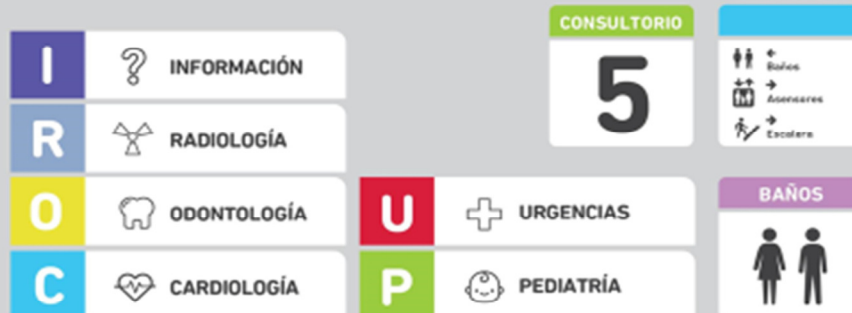 I INFORMACIÓN
R RADIOLOGÍA
O ODONTOLOGÍA
C CARDIOLOGÍA
U URGENCIAS
P PEDIATRÍA
CONSULTORIO
5
← Baños
→ Ascensores
→ Escalera
BAÑOS